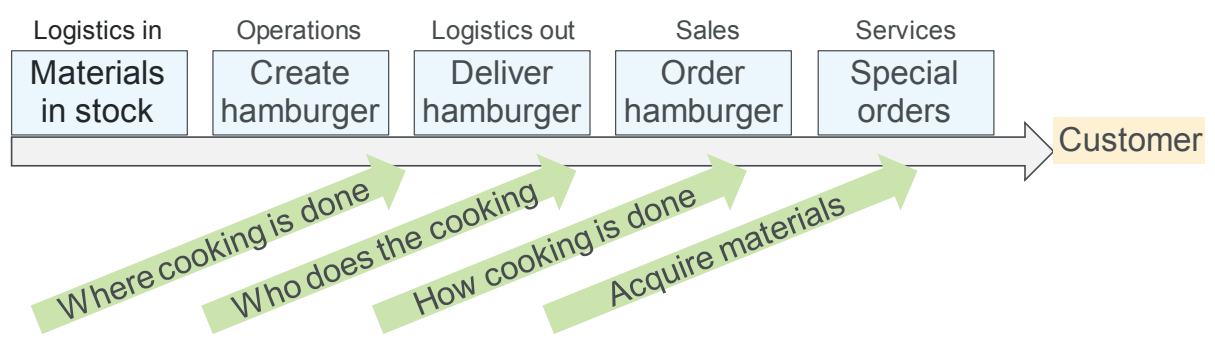 Logistics in
Operations
Logistics out
Sales
Services
Materials
in stock
Create
hamburger
Deliver
hamburger
Order
hamburger
Special
orders
Customer
Where cooking is done
Who does the cooking
How cooking is done
Acquire materials